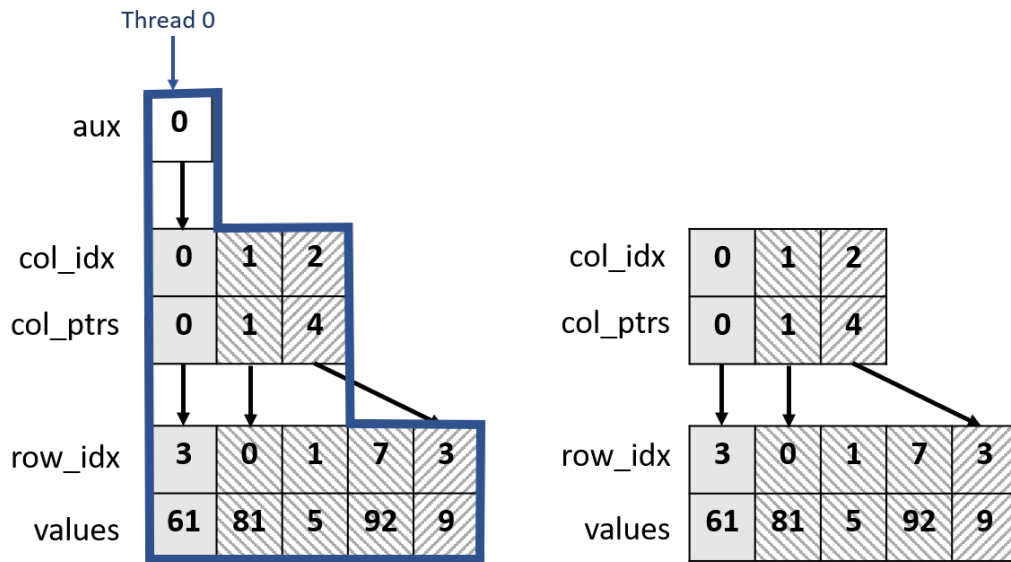 Thread 0
aux 0
col_idx 0 1 2
col_ptrs 0 1 4
row_idx 3 0 1 7 3
values 61 81 5 92 9
col_idx 0 1 2
col_ptrs 0 1 4
row_idx 3 0 1 7 3
values 61 81 5 92 9